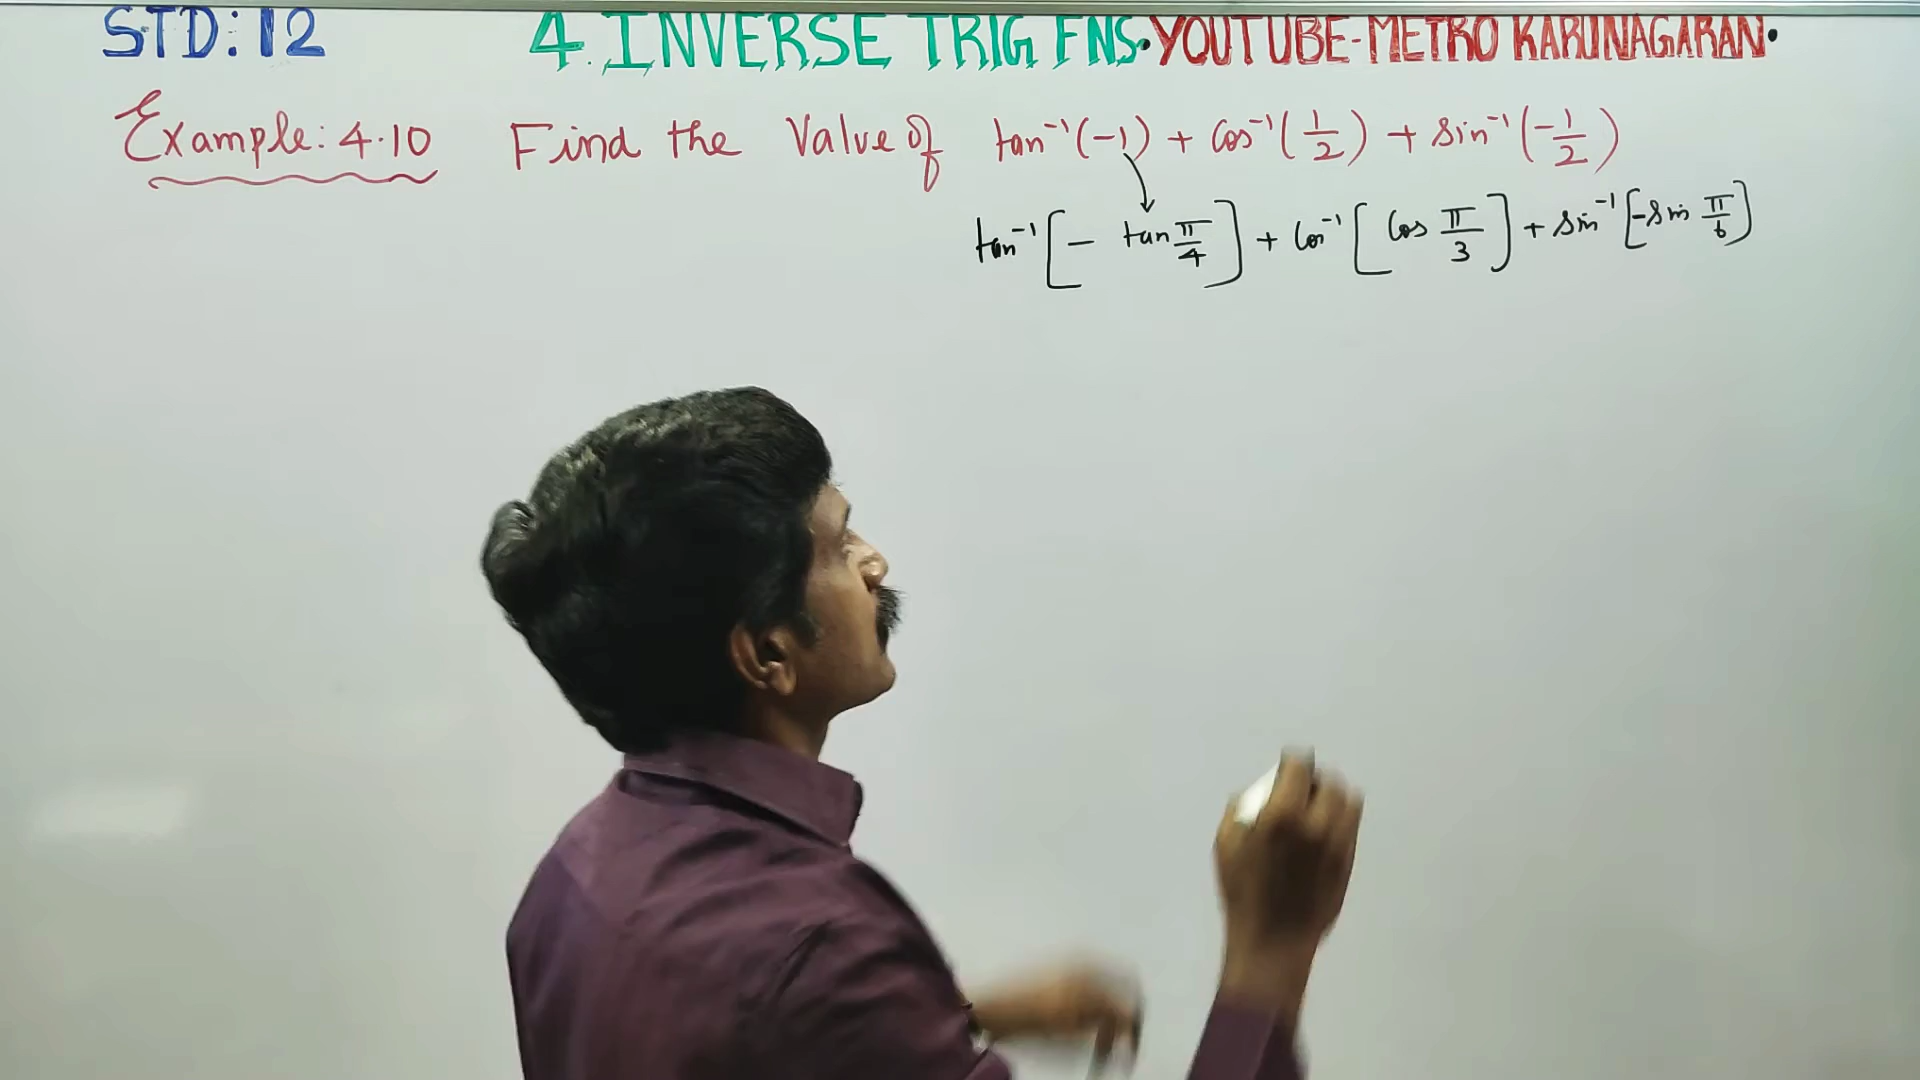 STD: 12 4. INVERSE TRIG FNS. YOUTUBE-METRO KARUNAGARAN.
Example: 4.10 Find the Value of tan⁻¹(-1) + Cos⁻¹(1/2) + sin⁻¹(-1/2)
tan⁻¹[- tan π/4] + Cos⁻¹[Cos π/3] + sin⁻¹[-sin π/6]